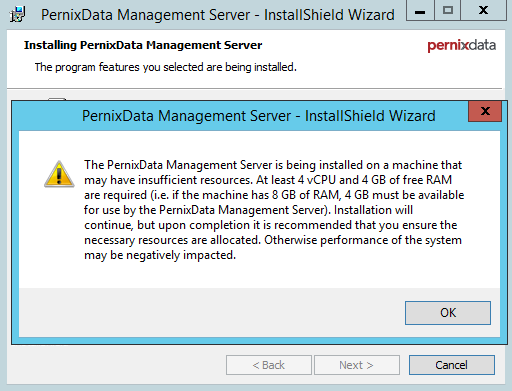 PernixData Management Server - InstallShield Wizard
Installing PernixData Management Server
pernixdata
The program features you selected are being installed.
PernixData Management Server - InstallShield Wizard
The PernixData Management Server is being installed on a machine that
may have insufficient resources. At least 4 vCPU and 4 GB of free RAM
are required (i.e. if the machine has 8 GB of RAM, 4 GB must be available
for use by the PernixData Management Server). Installation will
continue, but upon completion it is recommended that you ensure the
necessary resources are allocated. Otherwise performance of the system
may be negatively impacted.
OK
< Back
Next >
Cancel